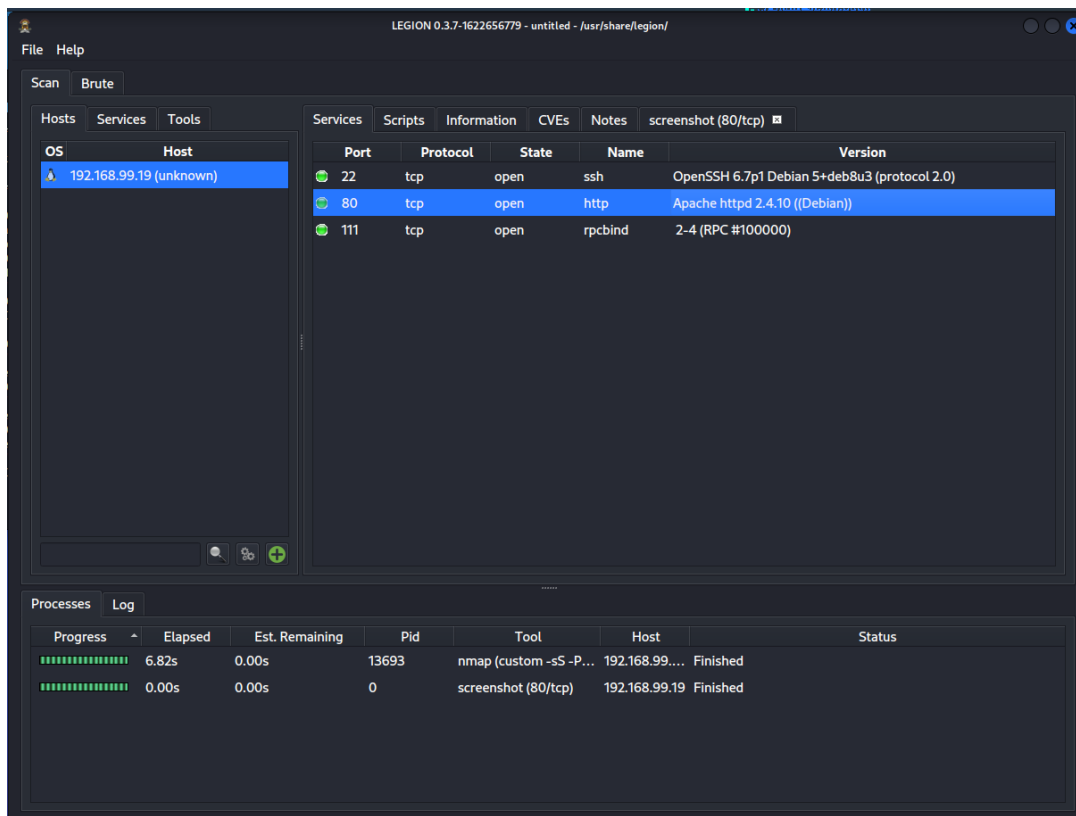 LEGION 0.3.7-1622656779 - untitled - /usr/share/legion/
File Help
Scan Brute
Hosts Services Tools
Services Scripts Information CVEs Notes screenshot (80/tcp)
OS Host
Port Protocol State Name Version
192.168.99.19 (unknown)
22 tcp open ssh OpenSSH 6.7p1 Debian 5+deb8u3 (protocol 2.0)
80 tcp open http Apache httpd 2.4.10 ((Debian))
111 tcp open rpcbind 2-4 (RPC #100000)
Processes Log
Progress Elapsed Est. Remaining Pid Tool Host Status
6.82s 0.00s 13693 nmap (custom -sS -P... 192.168.99.... Finished
0.00s 0.00s 0 screenshot (80/tcp) 192.168.99.19 Finished